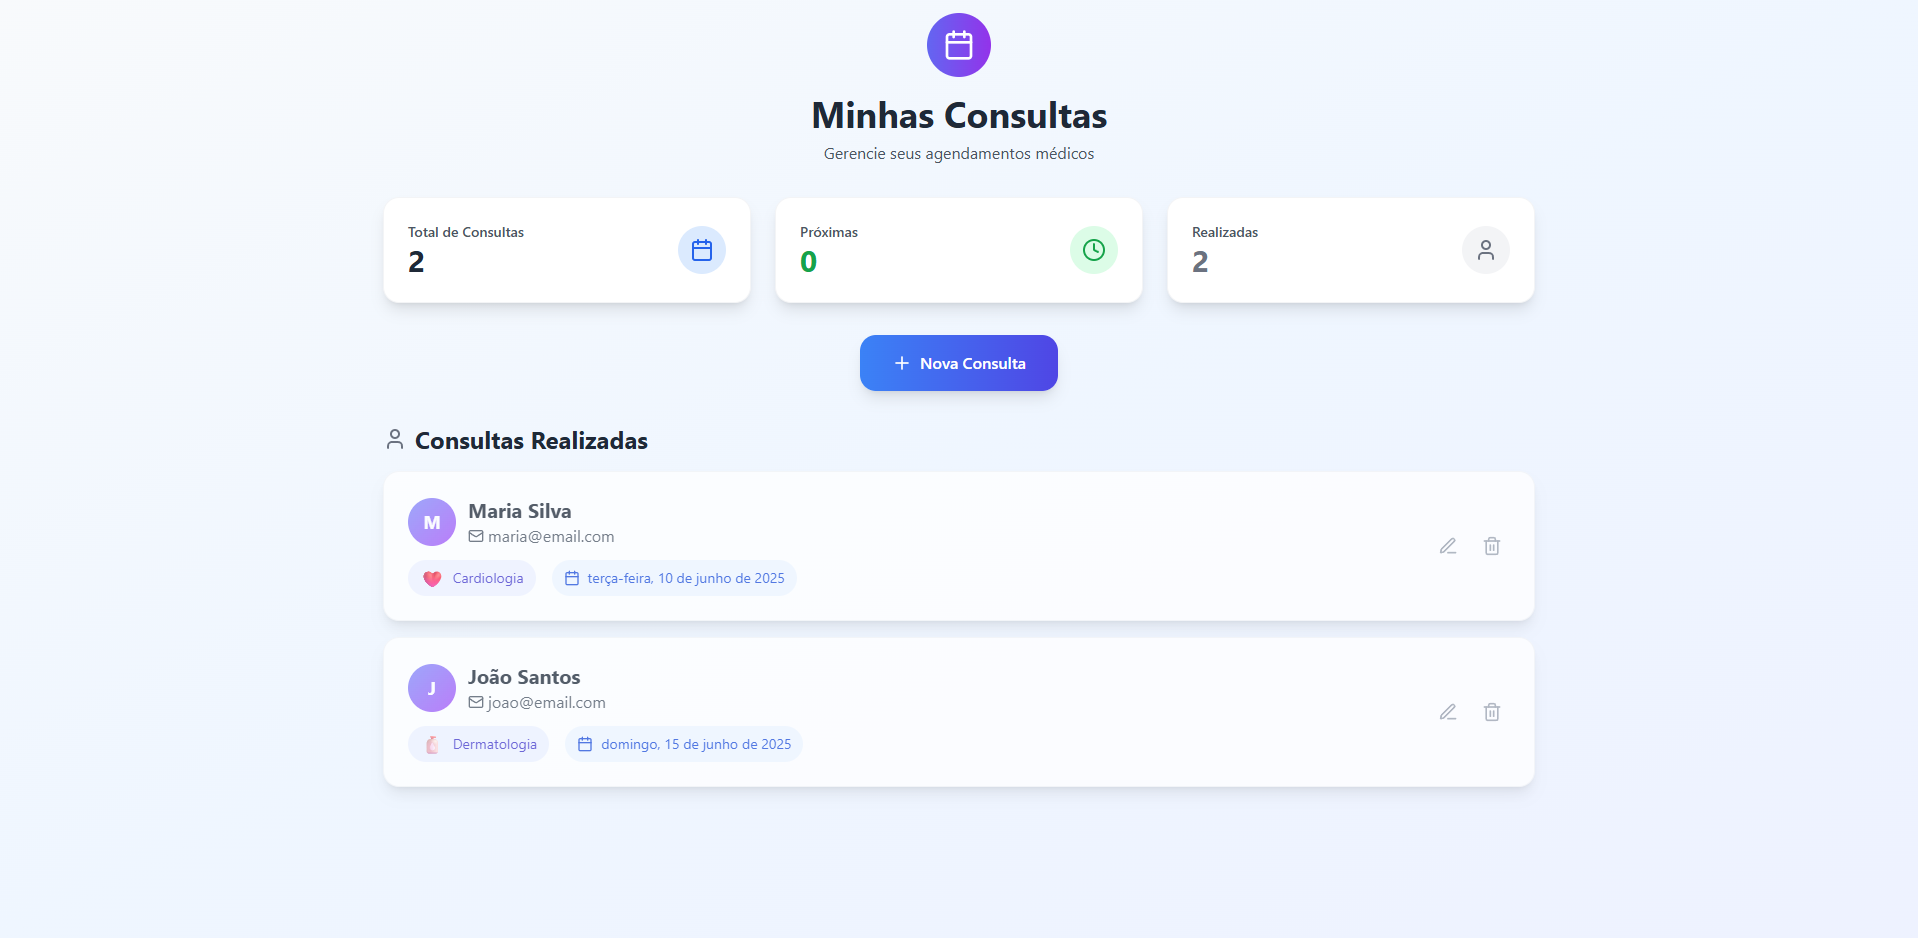 Minhas Consultas
Gerencie seus agendamentos médicos
Total de Consultas
2
Próximas
0
Realizadas
2
Nova Consulta
Consultas Realizadas
M
Maria Silva
maria@email.com
Cardiologia
terça-feira, 10 de junho de 2025
J
João Santos
joao@email.com
Dermatologia
domingo, 15 de junho de 2025